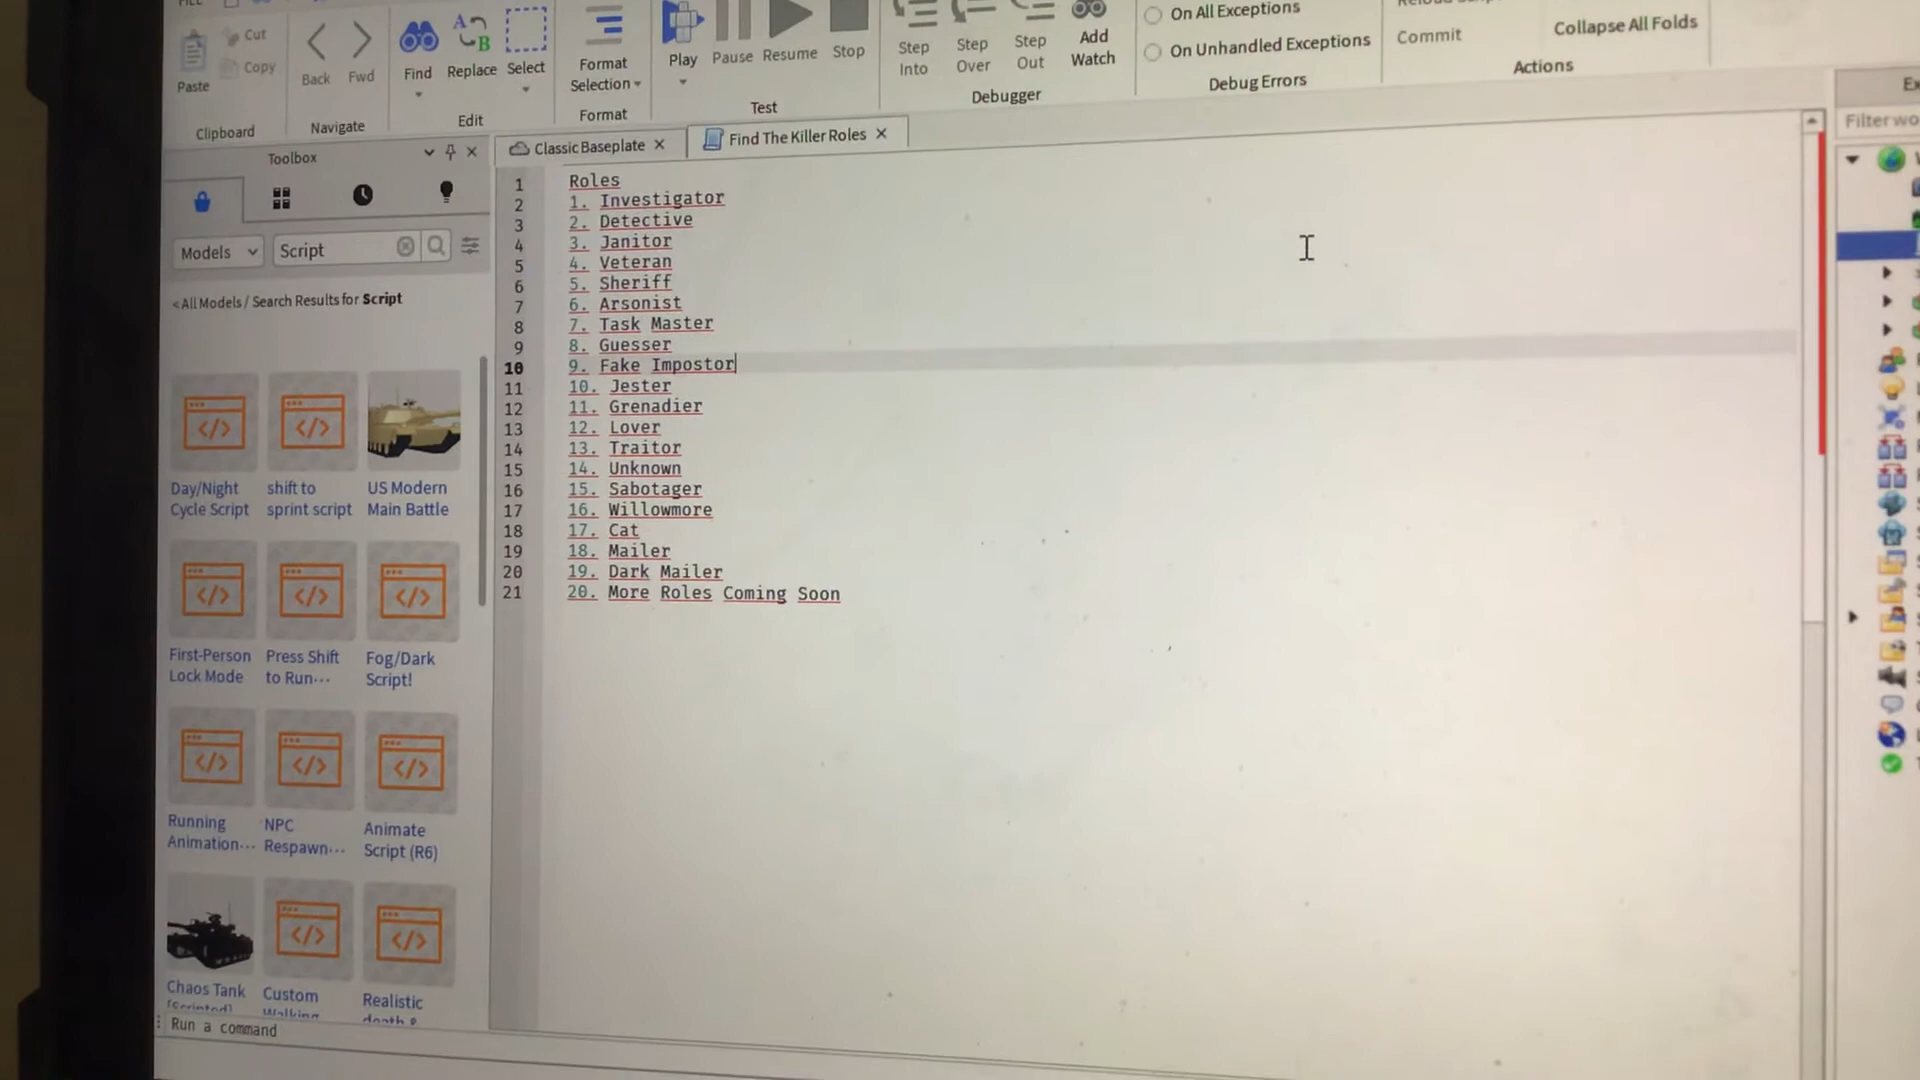 Cut
Copy
Paste
Clipboard
Back
Fwd
Navigate
Find
Replace
Select
Edit
Format
Selection
Format
Play
Pause
Resume
Stop
Test
Step
Into
Step
Over
Step
Out
Add
Watch
Debugger
On All Exceptions
On Unhandled Exceptions
Debug Errors
Commit
Collapse All Folds
Actions
Toolbox
Classic Baseplate
Find The Killer Roles
Filter wo
Models
Script
< All Models / Search Results for Script
Day/Night
Cycle Script
shift to
sprint script
US Modern
Main Battle
First-Person
Lock Mode
Press Shift
to Run...
Fog/Dark
Script!
Running
Animation...
NPC
Respawn...
Animate
Script (R6)
Chaos Tank
[Scripted]
Custom
Walking
Realistic
death
Run a command
1 Roles
2 1. Investigator
3 2. Detective
4 3. Janitor
5 4. Veteran
6 5. Sheriff
7 6. Arsonist
8 7. Task Master
9 8. Guesser
10 9. Fake Impostor
11 10. Jester
12 11. Grenadier
13 12. Lover
14 13. Traitor
15 14. Unknown
16 15. Sabotager
17 16. Willowmore
18 17. Cat
19 18. Mailer
20 19. Dark Mailer
21 20. More Roles Coming Soon